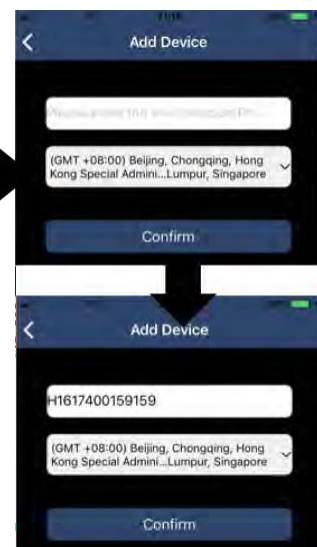 Add Device
(GMT +08:00) Beijing, Chongqing, Hong
Kong Special Admini...Lumpur, Singapore
Confirm
Add Device
H1617400159159
(GMT +08:00) Beijing, Chongqing, Hong
Kong Special Admini...Lumpur, Singapore
Confirm